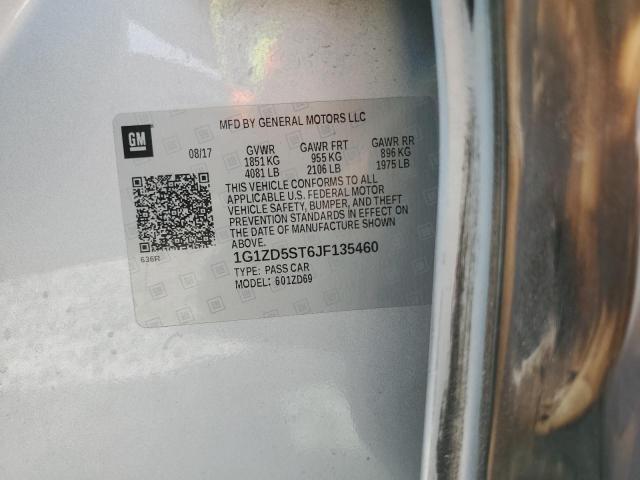 MFD BY GENERAL MOTORS LLC
GM
08/17
GVWR GAWR FRT GAWR RR
1851 KG 955 KG 896 KG
4081 LB 2106 LB 1975 LB
THIS VEHICLE CONFORMS TO ALL
APPLICABLE U.S. FEDERAL MOTOR
VEHICLE SAFETY, BUMPER, AND THEFT
PREVENTION STANDARDS IN EFFECT ON
THE DATE OF MANUFACTURE SHOWN
ABOVE.
636R
1G1ZD5ST6JF135460
TYPE: PASS CAR
MODEL: 601ZD69